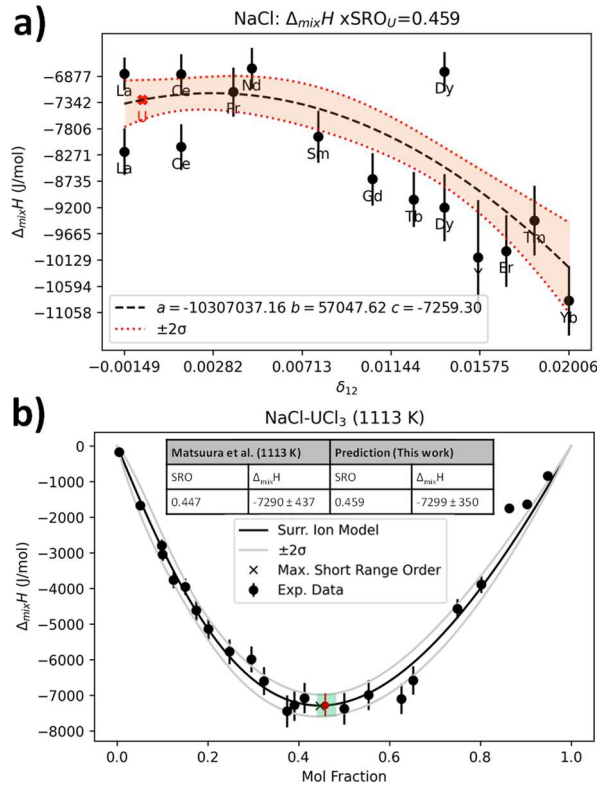 a)
NaCl: Δ_mixH xSRO_U=0.459
Δ_mixH (J/mol)
−6877
−7342
−7806
−8271
−8735
−9200
−9665
−10129
−10594
−11058
La
Ce
Nd
Dy
U
Pr
La
Ce
Sm
Gd
Tb
Dy
Y
Er
Tm
Yb
a = -10307037.16 b = 57047.62 c = -7259.30
±2σ
−0.00149 0.00282 0.00713 0.01144 0.01575 0.02006
δ₁₂
b)
NaCl-UCl₃ (1113 K)
Δ_mixH (J/mol)
0
−1000
−2000
−3000
−4000
−5000
−6000
−7000
−8000
Matsuura et al. (1113 K) Prediction (This work)
SRO Δ_mixH SRO Δ_mixH
0.447 -7290 ± 437 0.459 -7299 ± 350
Surr. Ion Model
±2σ
Max. Short Range Order
Exp. Data
0.0 0.2 0.4 0.6 0.8 1.0
Mol Fraction